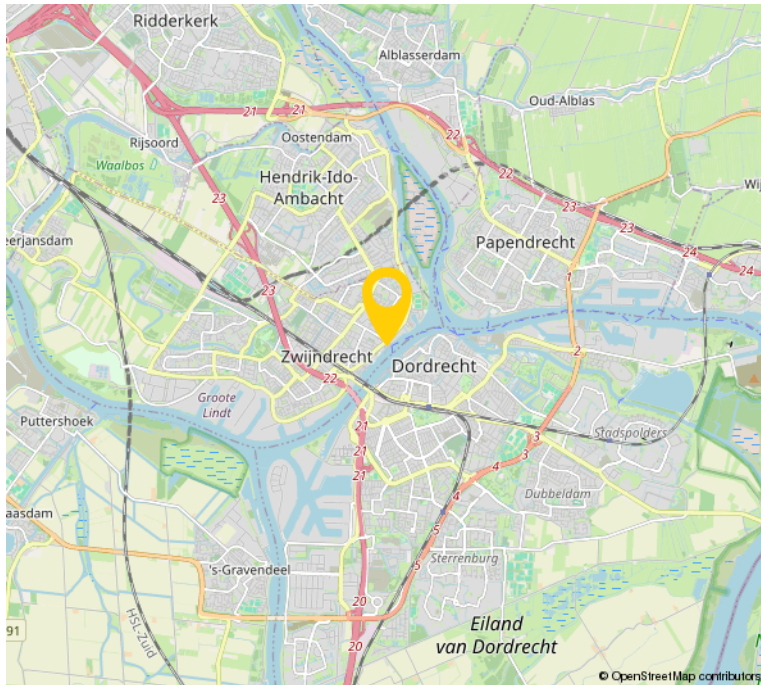 Ridderkerk
Alblasserdam
Oud-Alblas
21
21
22
Oostendam
Rijsoord
Waalbos
Hendrik-Ido-
Ambacht
22
23
23
23
24
24
eerjansdam
Papendrecht
1
23
Zwijndrecht
Dordrecht
2
22
Groote
Lindt
Puttershoek
21
21
21
3
3
Stadspolders
4
4
Dubbeldam
aasdam
5
5
Sterrenburg
's-Gravendeel
20
20
HSL-Zuid
91
Eiland
van Dordrecht
© OpenStreetMap contributors